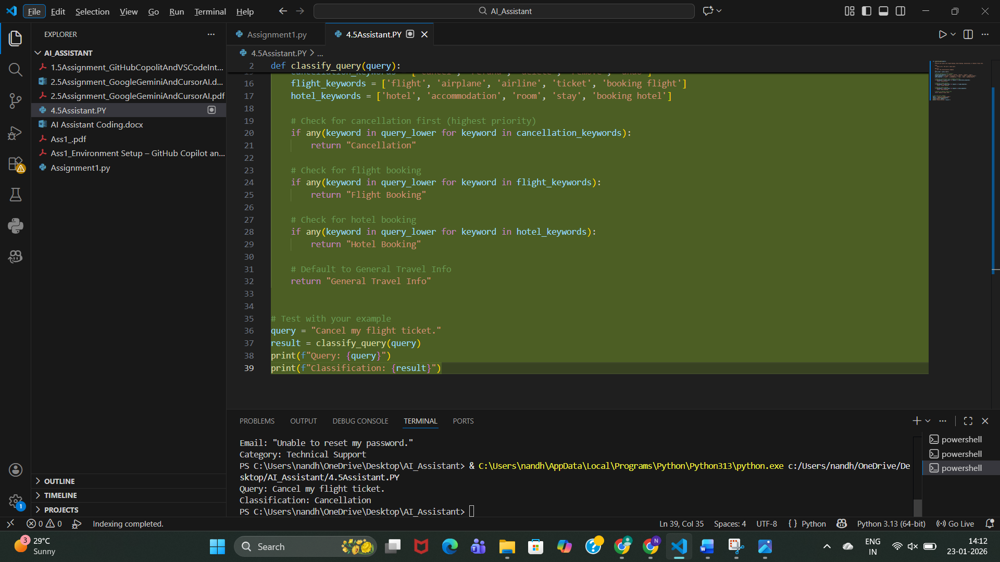 File Edit Selection View Go Run Terminal Help
AI_Assistant
EXPLORER
AI_ASSISTANT
1.5Assignment_GitHubCopolitAndVSCodeInt...
2.5Assignment_GoogleGeminiAndCursorAI.d...
2.5Assignment_GoogleGeminiAndCursorAI.pdf
4.5Assistant.PY
AI Assistant Coding.docx
Ass1_.pdf
Ass1_Environment Setup – GitHub Copilot an...
Assignment1.py
OUTLINE
TIMELINE
PROJECTS
Assignment1.py 4.5Assistant.PY
4.5Assistant.PY > ...
2 def classify_query(query):
16 flight_keywords = ['flight', 'airplane', 'airline', 'ticket', 'booking flight']
17 hotel_keywords = ['hotel', 'accommodation', 'room', 'stay', 'booking hotel']
18
19 # Check for cancellation first (highest priority)
20 if any(keyword in query_lower for keyword in cancellation_keywords):
21 return "Cancellation"
22
23 # Check for flight booking
24 if any(keyword in query_lower for keyword in flight_keywords):
25 return "Flight Booking"
26
27 # Check for hotel booking
28 if any(keyword in query_lower for keyword in hotel_keywords):
29 return "Hotel Booking"
30
31 # Default to General Travel Info
32 return "General Travel Info"
33
34
35 # Test with your example
36 query = "Cancel my flight ticket."
37 result = classify_query(query)
38 print(f"Query: {query}")
39 print(f"Classification: {result}")
PROBLEMS OUTPUT DEBUG CONSOLE TERMINAL PORTS
Email: "Unable to reset my password."
Category: Technical Support
PS C:\Users\nandh\OneDrive\Desktop\AI_Assistant> & C:\Users\nandh\AppData\Local\Programs\Python\Python313\python.exe c:/Users/nandh/OneDrive/De
sktop/AI_Assistant/4.5Assistant.PY
Query: Cancel my flight ticket.
Classification: Cancellation
PS C:\Users\nandh\OneDrive\Desktop\AI_Assistant>
powershell
powershell
powershell
1
0 0 Indexing completed. Ln 39, Col 35 Spaces: 4 UTF-8 {} Python Python 3.13 (64-bit) Go Live
3
29°C
Sunny
Search
N
ENG
IN
14:12
23-01-2026